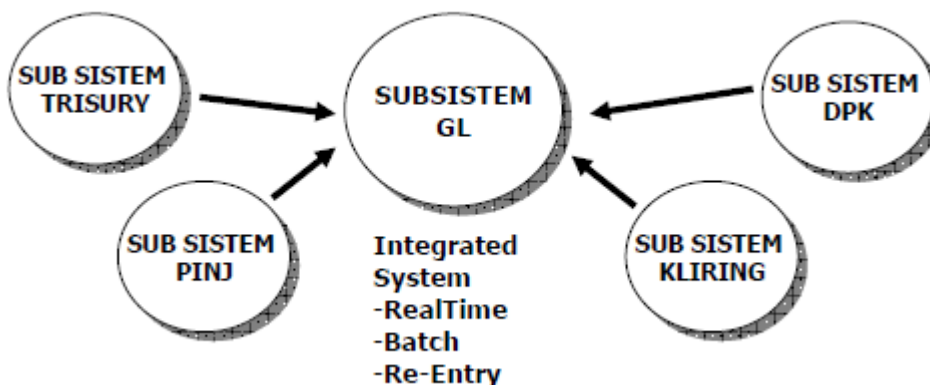 SUB SISTEM
TRISURY
SUBSISTEM
GL
SUB SISTEM
DPK
SUB SISTEM
PINJ
SUB SISTEM
KLIRING
Integrated
System
-RealTime
-Batch
-Re-Entry